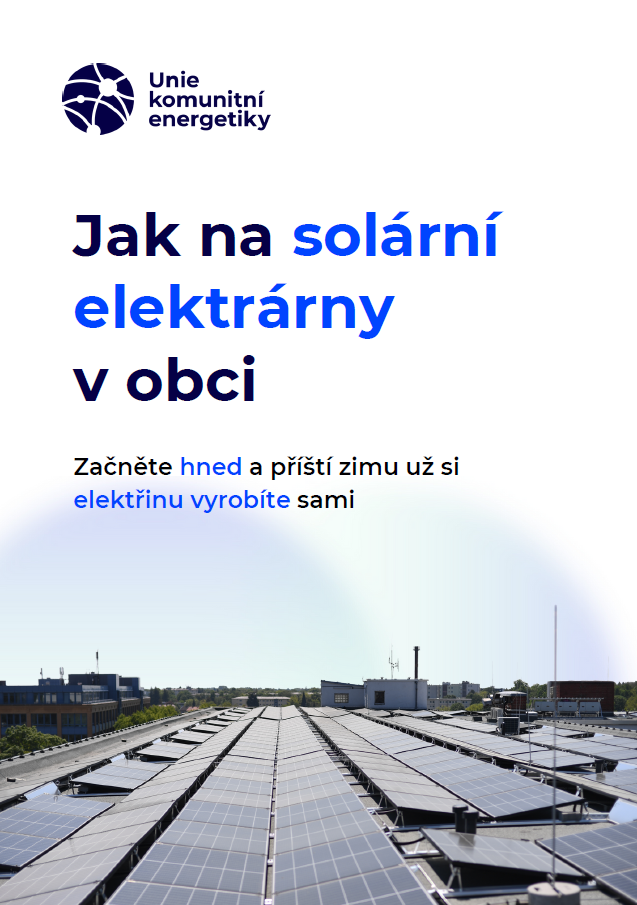 Unie
komunitní
energetiky
Jak na solární
elektrárny
v obci
Začněte hned a příští zimu už si
elektřinu vyrobíte sami